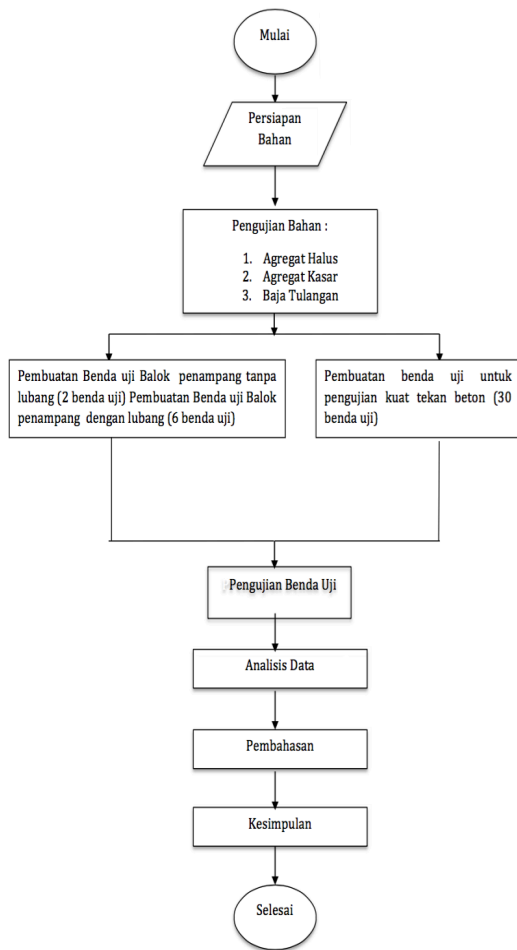 Mulai
Persiapan
Bahan
Pengujian Bahan :
1. Agregat Halus
2. Agregat Kasar
3. Baja Tulangan
Pembuatan Benda uji Balok penampang tanpa
lubang (2 benda uji) Pembuatan Benda uji Balok
penampang dengan lubang (6 benda uji)
Pembuatan benda uji untuk
pengujian kuat tekan beton (30
benda uji)
Pengujian Benda Uji
Analisis Data
Pembahasan
Kesimpulan
Selesai